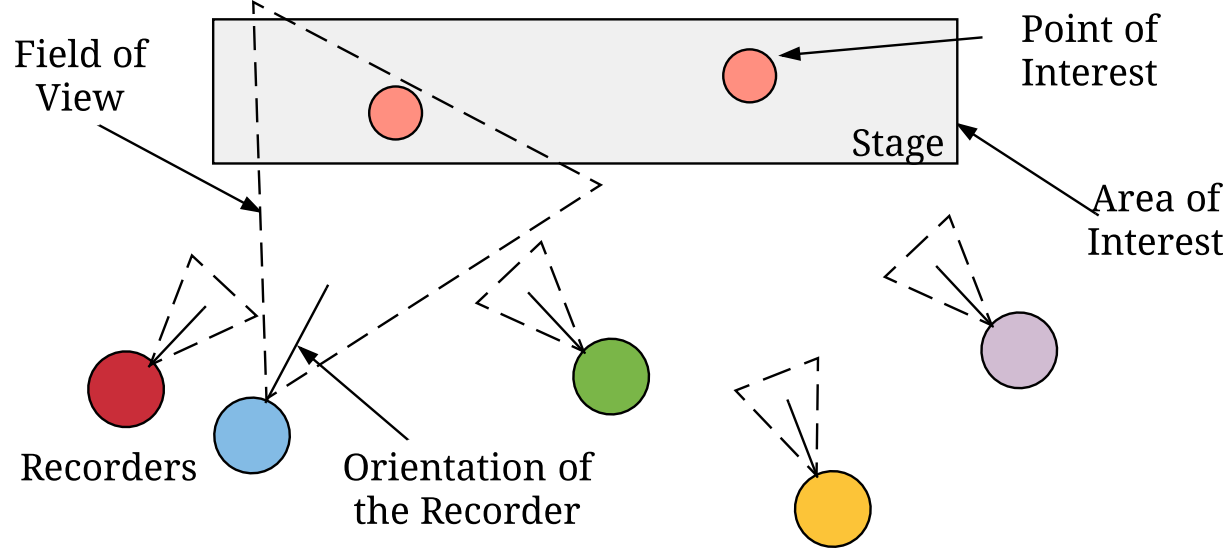 Field of
View
Point of
Interest
Stage
Area of
Interest
Recorders
Orientation of
the Recorder